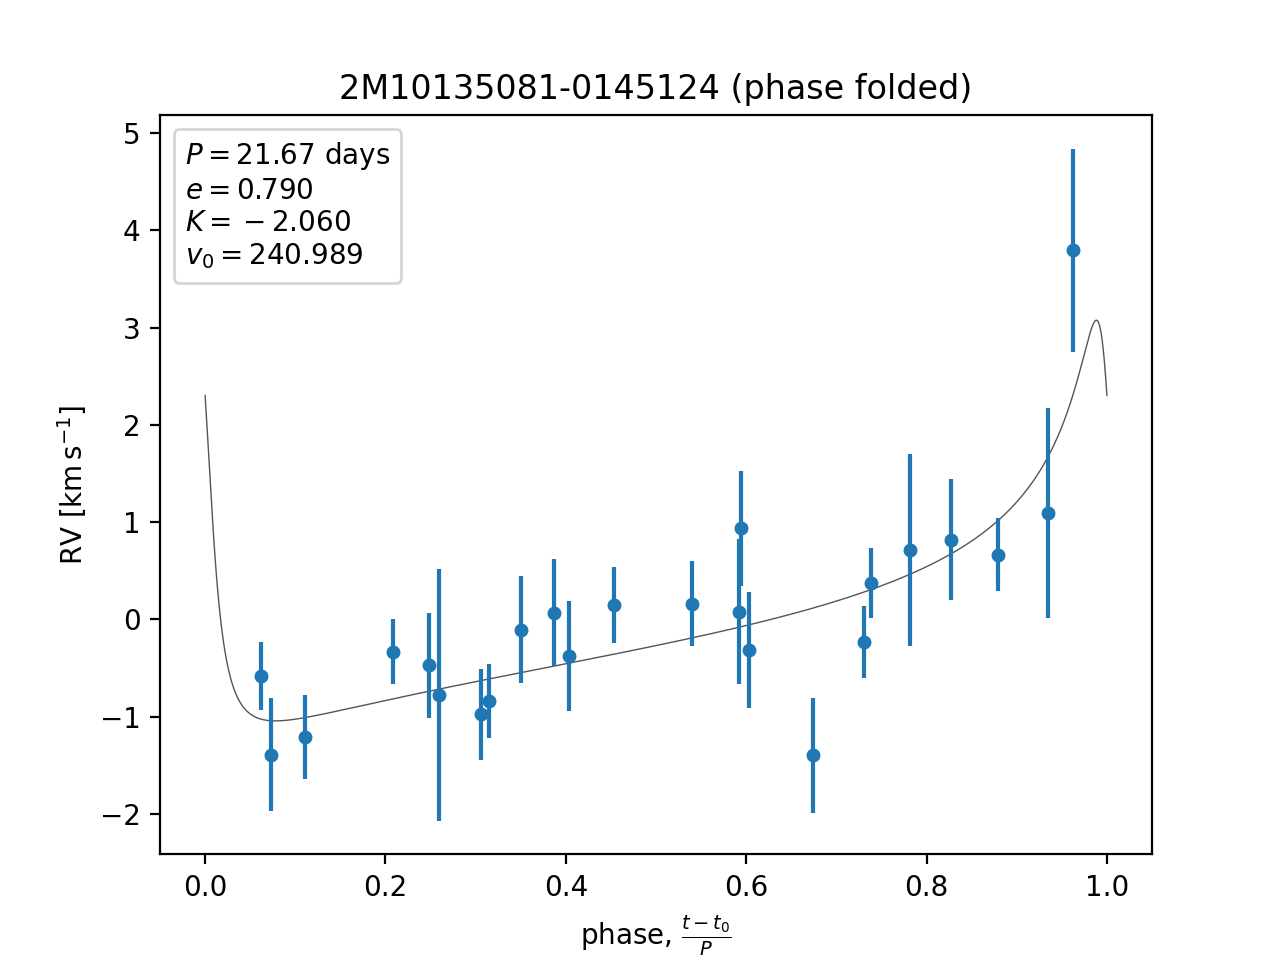 2M10135081-0145124 (phase folded)
P = 21.67 days
e = 0.790
K = −2.060
v₀ = 240.989
5
4
3
2
1
0
−1
−2
RV [km s⁻¹]
0.0 0.2 0.4 0.6 0.8 1.0
phase, (t − t₀)/P